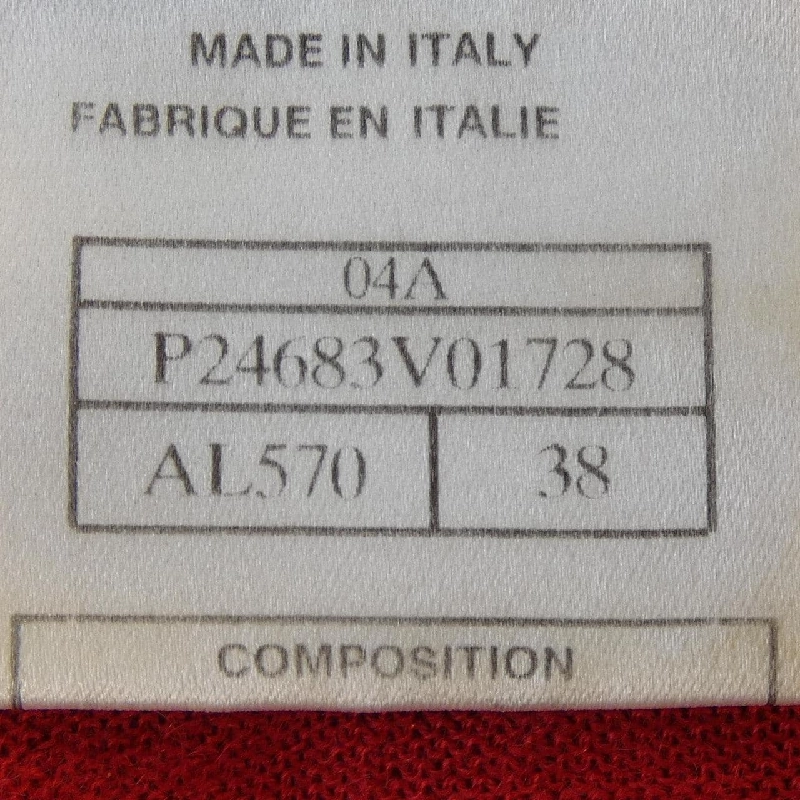 MADE IN ITALY
FABRIQUE EN ITALIE
04A
P24683V01728
AL570 38
COMPOSITION